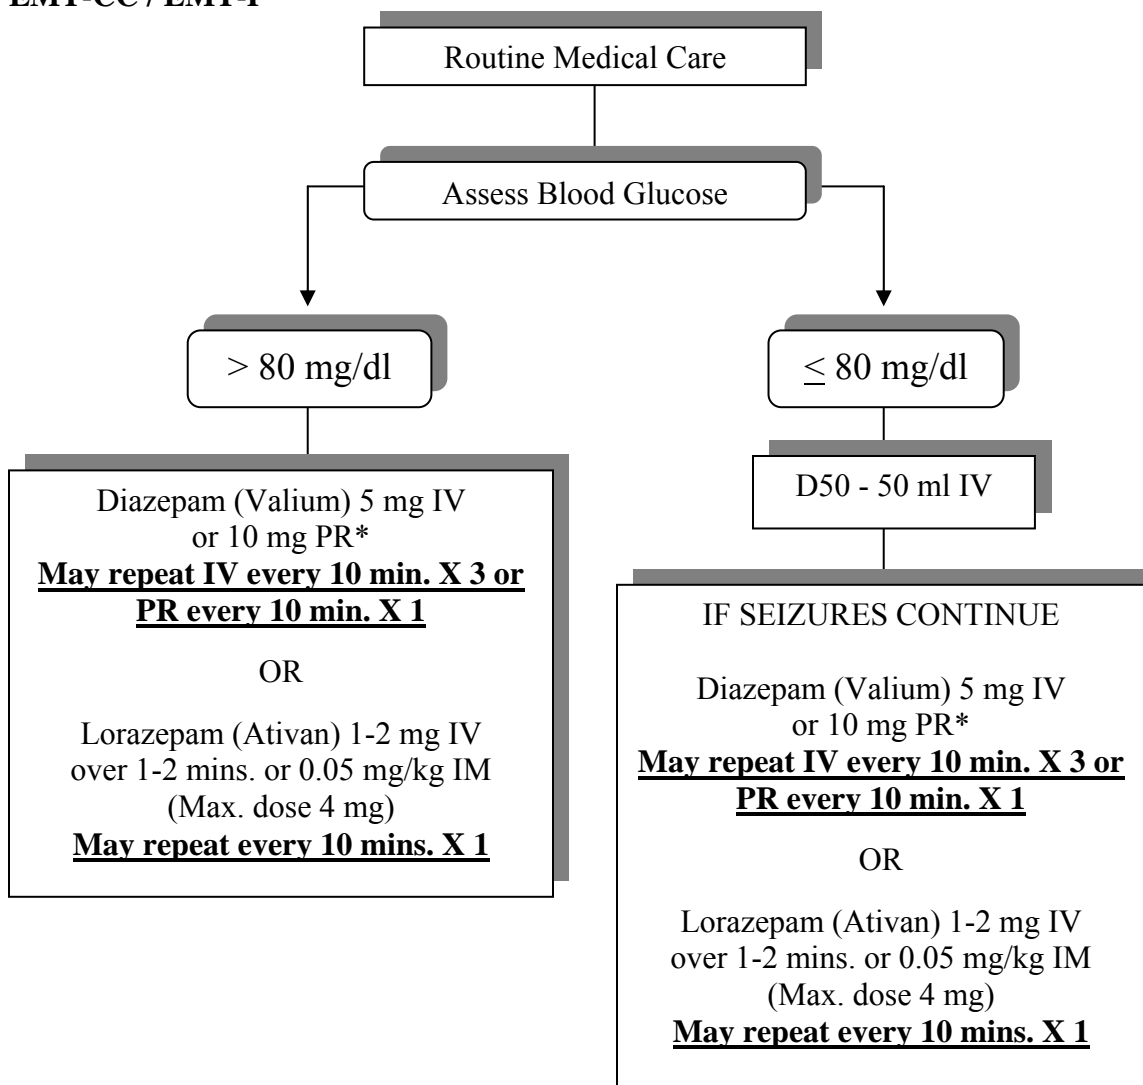 Routine Medical Care
Assess Blood Glucose
> 80 mg/dl
≤ 80 mg/dl
Diazepam (Valium) 5 mg IV
or 10 mg PR*
May repeat IV every 10 min. X 3 or
PR every 10 min. X 1
OR
Lorazepam (Ativan) 1-2 mg IV
over 1-2 mins. or 0.05 mg/kg IM
(Max. dose 4 mg)
May repeat every 10 mins. X 1
D50 - 50 ml IV
IF SEIZURES CONTINUE
Diazepam (Valium) 5 mg IV
or 10 mg PR*
May repeat IV every 10 min. X 3 or
PR every 10 min. X 1
OR
Lorazepam (Ativan) 1-2 mg IV
over 1-2 mins. or 0.05 mg/kg IM
(Max. dose 4 mg)
May repeat every 10 mins. X 1